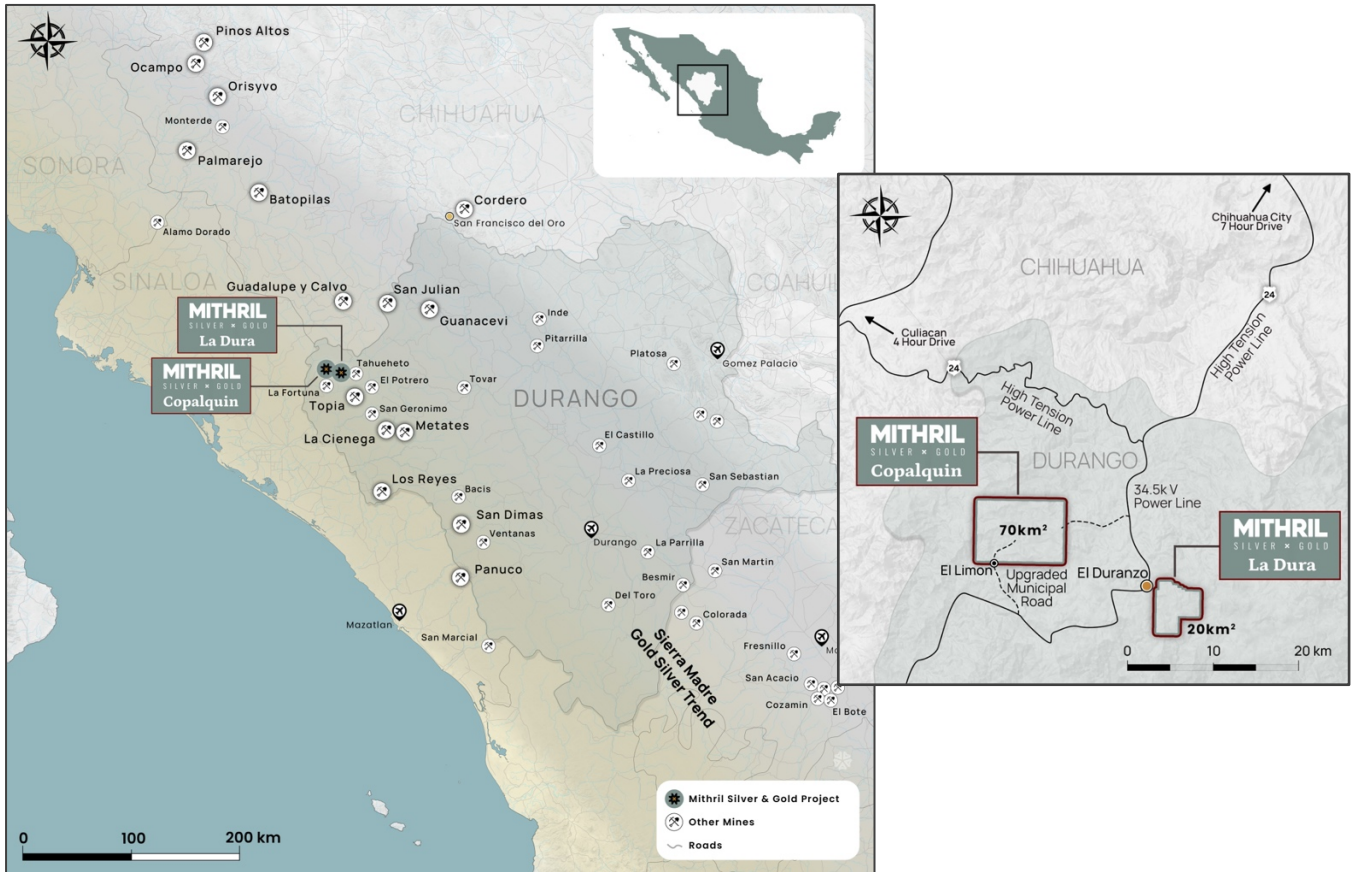 Pinos Altos
Ocampo
Orisyvo
Monterde
CHIHUAHUA
SONORA
Palmarejo
Batopilas
Cordero
San Francisco del Oro
Alamo Dorado
SINALOA
COAHUIL
Guadalupe y Calvo
San Julian
Guanacevi
Inde
Pitarrilla
MITHRIL
SILVER × GOLD
La Dura
Platosa
Gomez Palacio
Tahueheto
MITHRIL
SILVER × GOLD
Copalquin
La Fortuna
El Potrero
Tovar
DURANGO
Topia
San Geronimo
La Cienega
Metates
El Castillo
Los Reyes
Bacis
La Preciosa
San Sebastian
San Dimas
Ventanas
ZACATECA
Durango
La Parrilla
San Martin
Panuco
Besmir
Del Toro
Colorada
Mazatlan
San Marcial
Sierra Madre
Gold Silver Trend
Fresnillo
San Acacio
Cozamin
El Bote
Mithril Silver & Gold Project
Other Mines
Roads
0 100 200 km
Chihuahua City
7 Hour Drive
CHIHUAHUA
24
Culiacan
4 Hour Drive
24
High Tension
Power Line
High Tension
Power Line
MITHRIL
SILVER × GOLD
Copalquin
DURANGO
34.5k V
Power Line
70km²
MITHRIL
SILVER × GOLD
La Dura
El Limon
Upgraded
Municipal
Road
El Duranzo
20km²
0 10 20 km